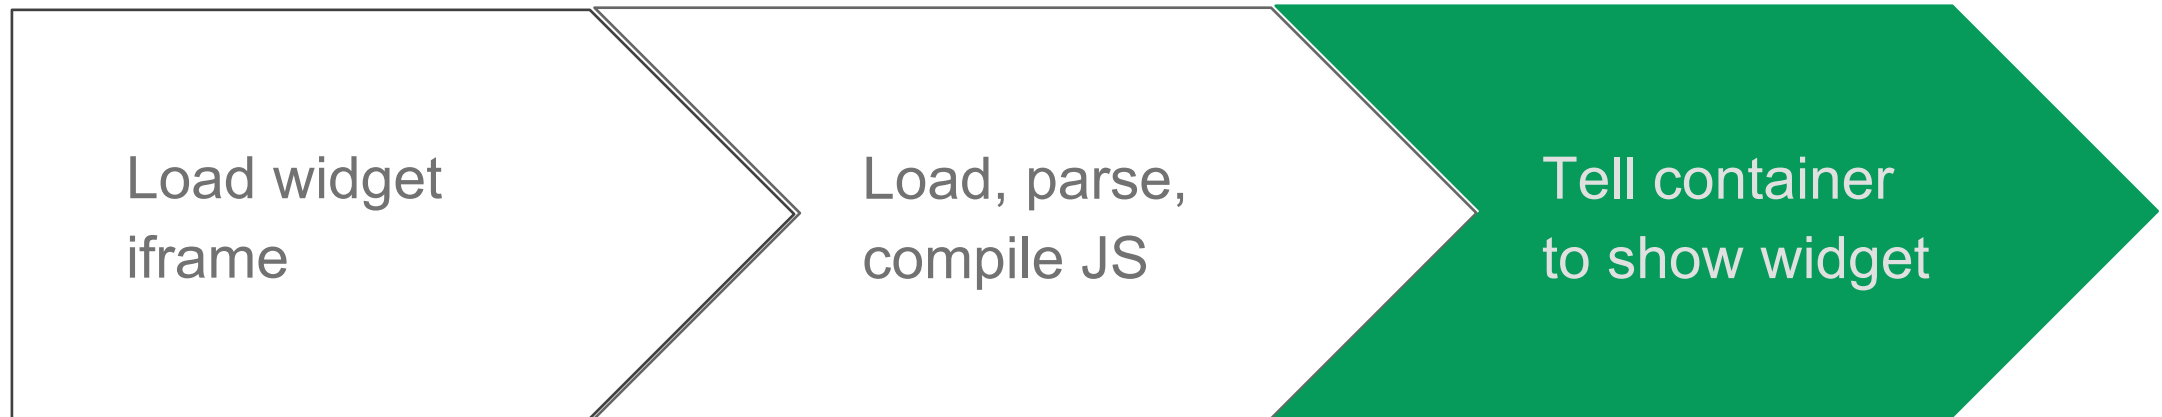 Load widget
iframe
Load, parse,
compile JS
Tell container
to show widget